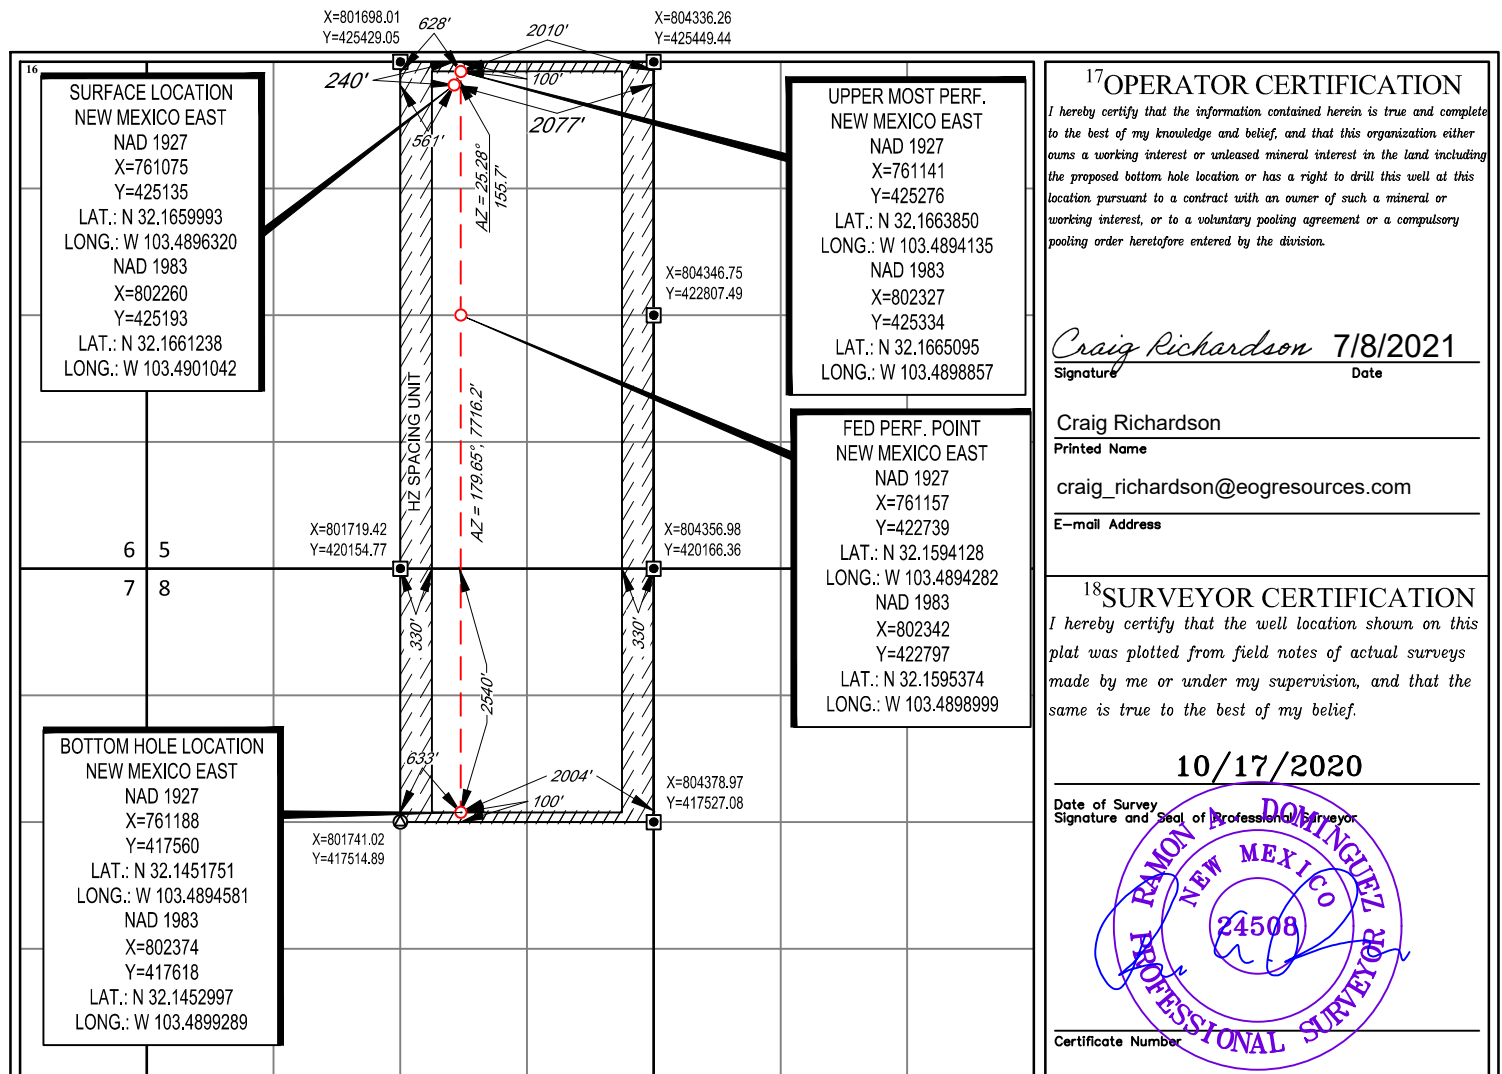 X=801698.01
Y=425429.05
628'
2010'
X=804336.26
Y=425449.44
16
240'
100'
2077'
561'
AZ = 25.28°
155.7'
SURFACE LOCATION
NEW MEXICO EAST
NAD 1927
X=761075
Y=425135
LAT.: N 32.1659993
LONG.: W 103.4896320
NAD 1983
X=802260
Y=425193
LAT.: N 32.1661238
LONG.: W 103.4901042
UPPER MOST PERF.
NEW MEXICO EAST
NAD 1927
X=761141
Y=425276
LAT.: N 32.1663850
LONG.: W 103.4894135
NAD 1983
X=802327
Y=425334
LAT.: N 32.1665095
LONG.: W 103.4898857
X=804346.75
Y=422807.49
HZ SPACING UNIT
AZ = 179.65°, 7716.2'
FED PERF. POINT
NEW MEXICO EAST
NAD 1927
X=761157
Y=422739
LAT.: N 32.1594128
LONG.: W 103.4894282
NAD 1983
X=802342
Y=422797
LAT.: N 32.1595374
LONG.: W 103.4898999
X=801719.42
Y=420154.77
X=804356.98
Y=420166.36
6 5
7 8
330'
330'
2540'
633'
2004'
100'
X=804378.97
Y=417527.08
X=801741.02
Y=417514.89
BOTTOM HOLE LOCATION
NEW MEXICO EAST
NAD 1927
X=761188
Y=417560
LAT.: N 32.1451751
LONG.: W 103.4894581
NAD 1983
X=802374
Y=417618
LAT.: N 32.1452997
LONG.: W 103.4899289
17OPERATOR CERTIFICATION
I hereby certify that the information contained herein is true and complete
to the best of my knowledge and belief, and that this organization either
owns a working interest or unleased mineral interest in the land including
the proposed bottom hole location or has a right to drill this well at this
location pursuant to a contract with an owner of such a mineral or
working interest, or to a voluntary pooling agreement or a compulsory
pooling order heretofore entered by the division.
Craig Richardson 7/8/2021
Signature Date
Craig Richardson
Printed Name
craig_richardson@eogresources.com
E-mail Address
18SURVEYOR CERTIFICATION
I hereby certify that the well location shown on this
plat was plotted from field notes of actual surveys
made by me or under my supervision, and that the
same is true to the best of my belief.
10/17/2020
Date of Survey
Signature and Seal of Professional Surveyor
RAMON A. DOMINGUEZ
NEW MEXICO
24508
PROFESSIONAL SURVEYOR
Certificate Number